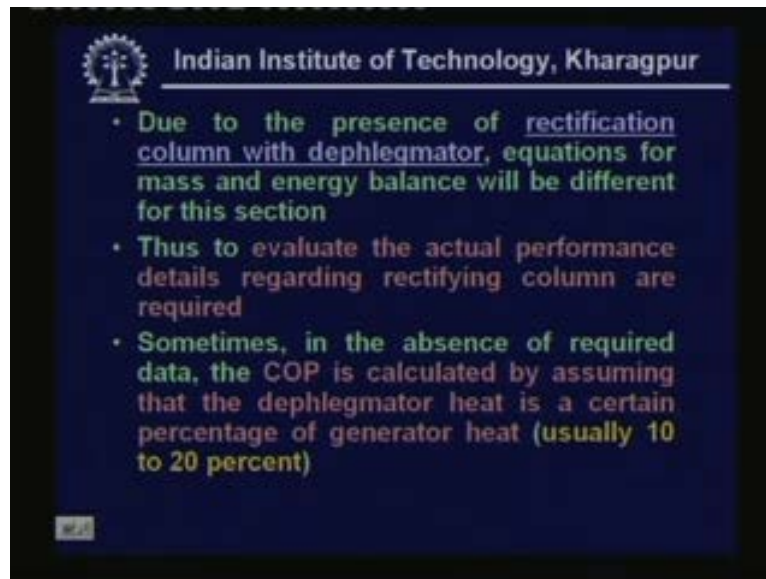 Indian Institute of Technology, Kharagpur
• Due to the presence of rectification
column with dephlegmator, equations for
mass and energy balance will be different
for this section
• Thus to evaluate the actual performance
details regarding rectifying column are
required
• Sometimes, in the absence of required
data, the COP is calculated by assuming
that the dephlegmator heat is a certain
percentage of generator heat (usually 10
to 20 percent)